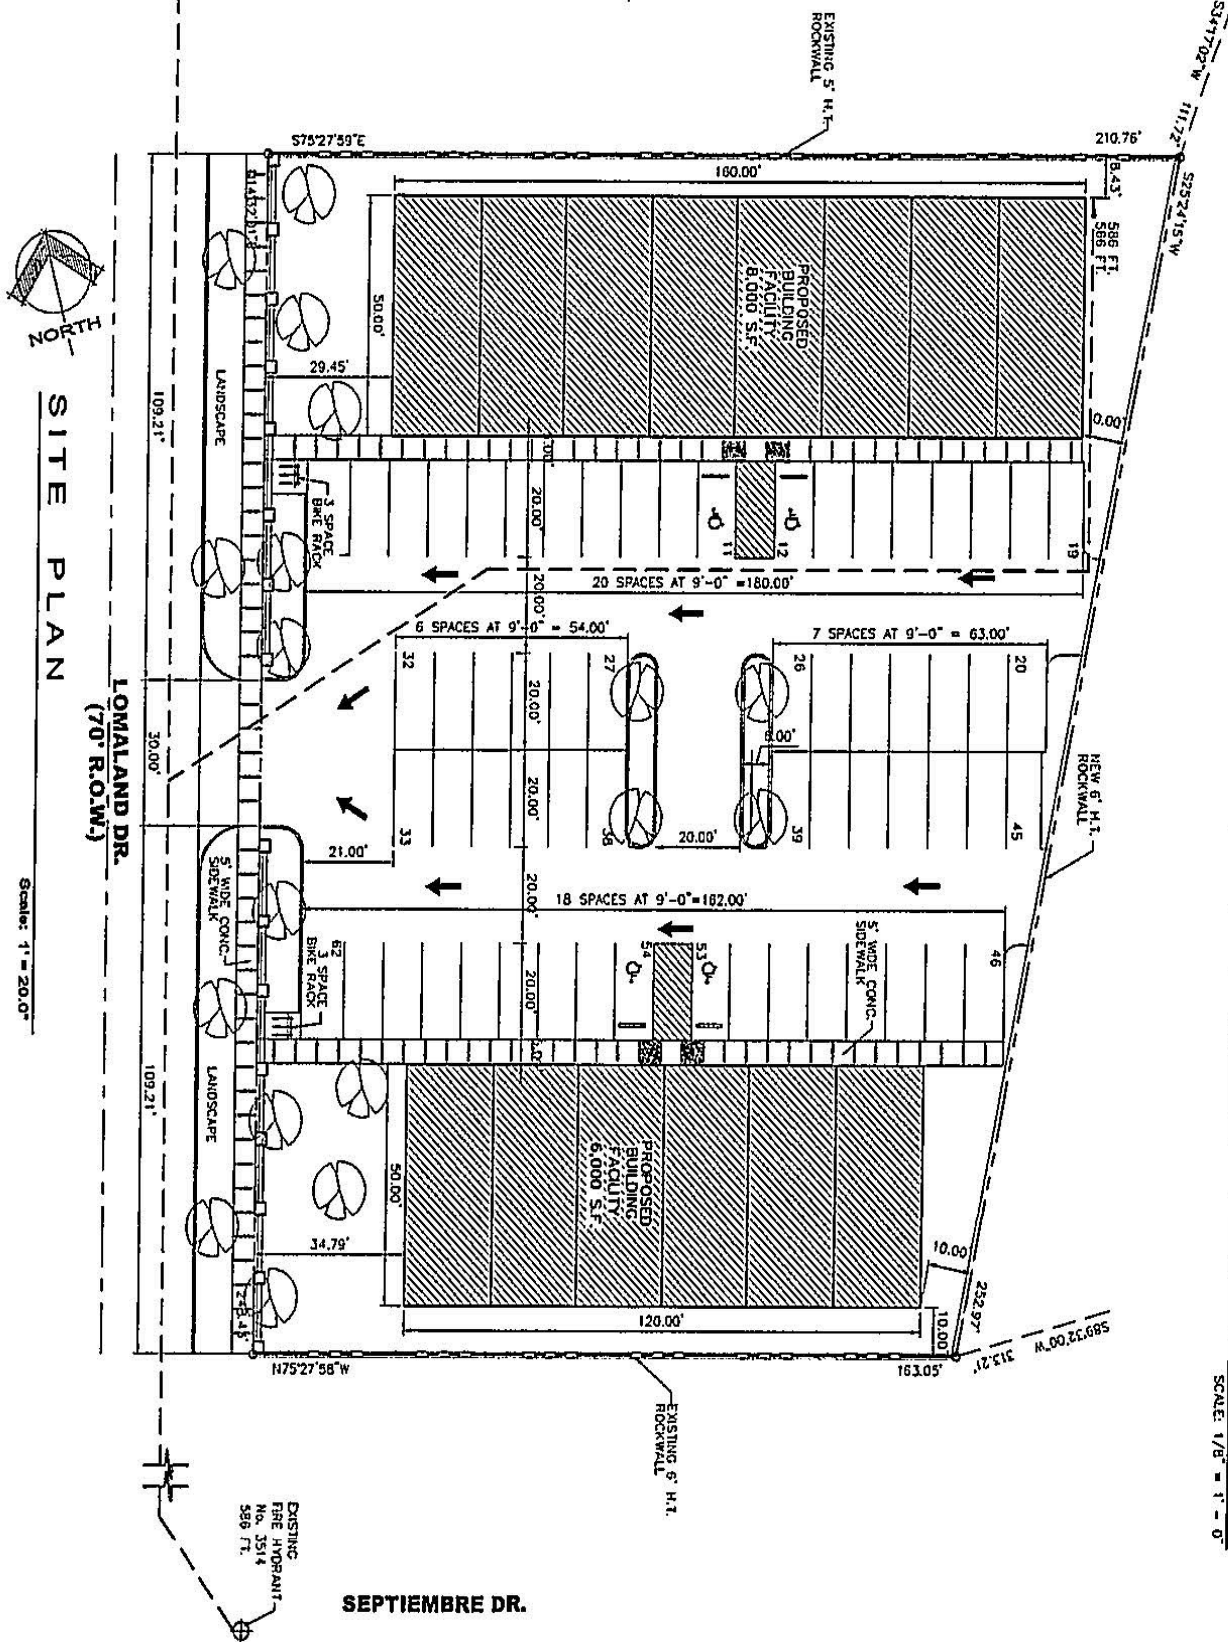 S34°17'02"W 111.72'
EXISTING 5' H.T.
ROCKWALL
S75°27'59"E
210.76'
S25°24'15"W
160.00'
8.43'
586 FT.
586 FT.
50.00'
PROPOSED
BUILDING
FACILITY
8,000 S.F.
NORTH
LANDSCAPE
29.45'
109.21'
3 SPACE
BIKE RACK
20.00'
11
12
19
20 SPACES AT 9'-0" =180.00'
20.00'
6 SPACES AT 9'-0" = 54.00'
7 SPACES AT 9'-0" = 63.00'
32
27
26
20
20.00'
SITE PLAN
Scale: 1" = 20.0"
LOMALAND DR.
(70' R.O.W.)
30.00'
NEW 6' H.T.
ROCKWALL
20.00'
33
38
39
45
20.00'
21.00'
5' WIDE CONC.
SIDEWALK
18 SPACES AT 9'-0"=162.00'
20.00'
62
54
53
46
3 SPACE
BIKE RACK
20.00'
5' WIDE CONC.
SIDEWALK
LANDSCAPE
109.21'
50.00'
PROPOSED
BUILDING
FACILITY
6,000 S.F.
34.79'
10.00
252.97'
120.00'
10.00'
N75°27'58"W
163.05'
S89°32'00"W
313.21'
EXISTING 6' H.T.
ROCKWALL
SCALE: 1/8" = 1' - 0"
EXISTING
FIRE HYDRANT
No. 3514
586 FT.
SEPTIEMBRE DR.